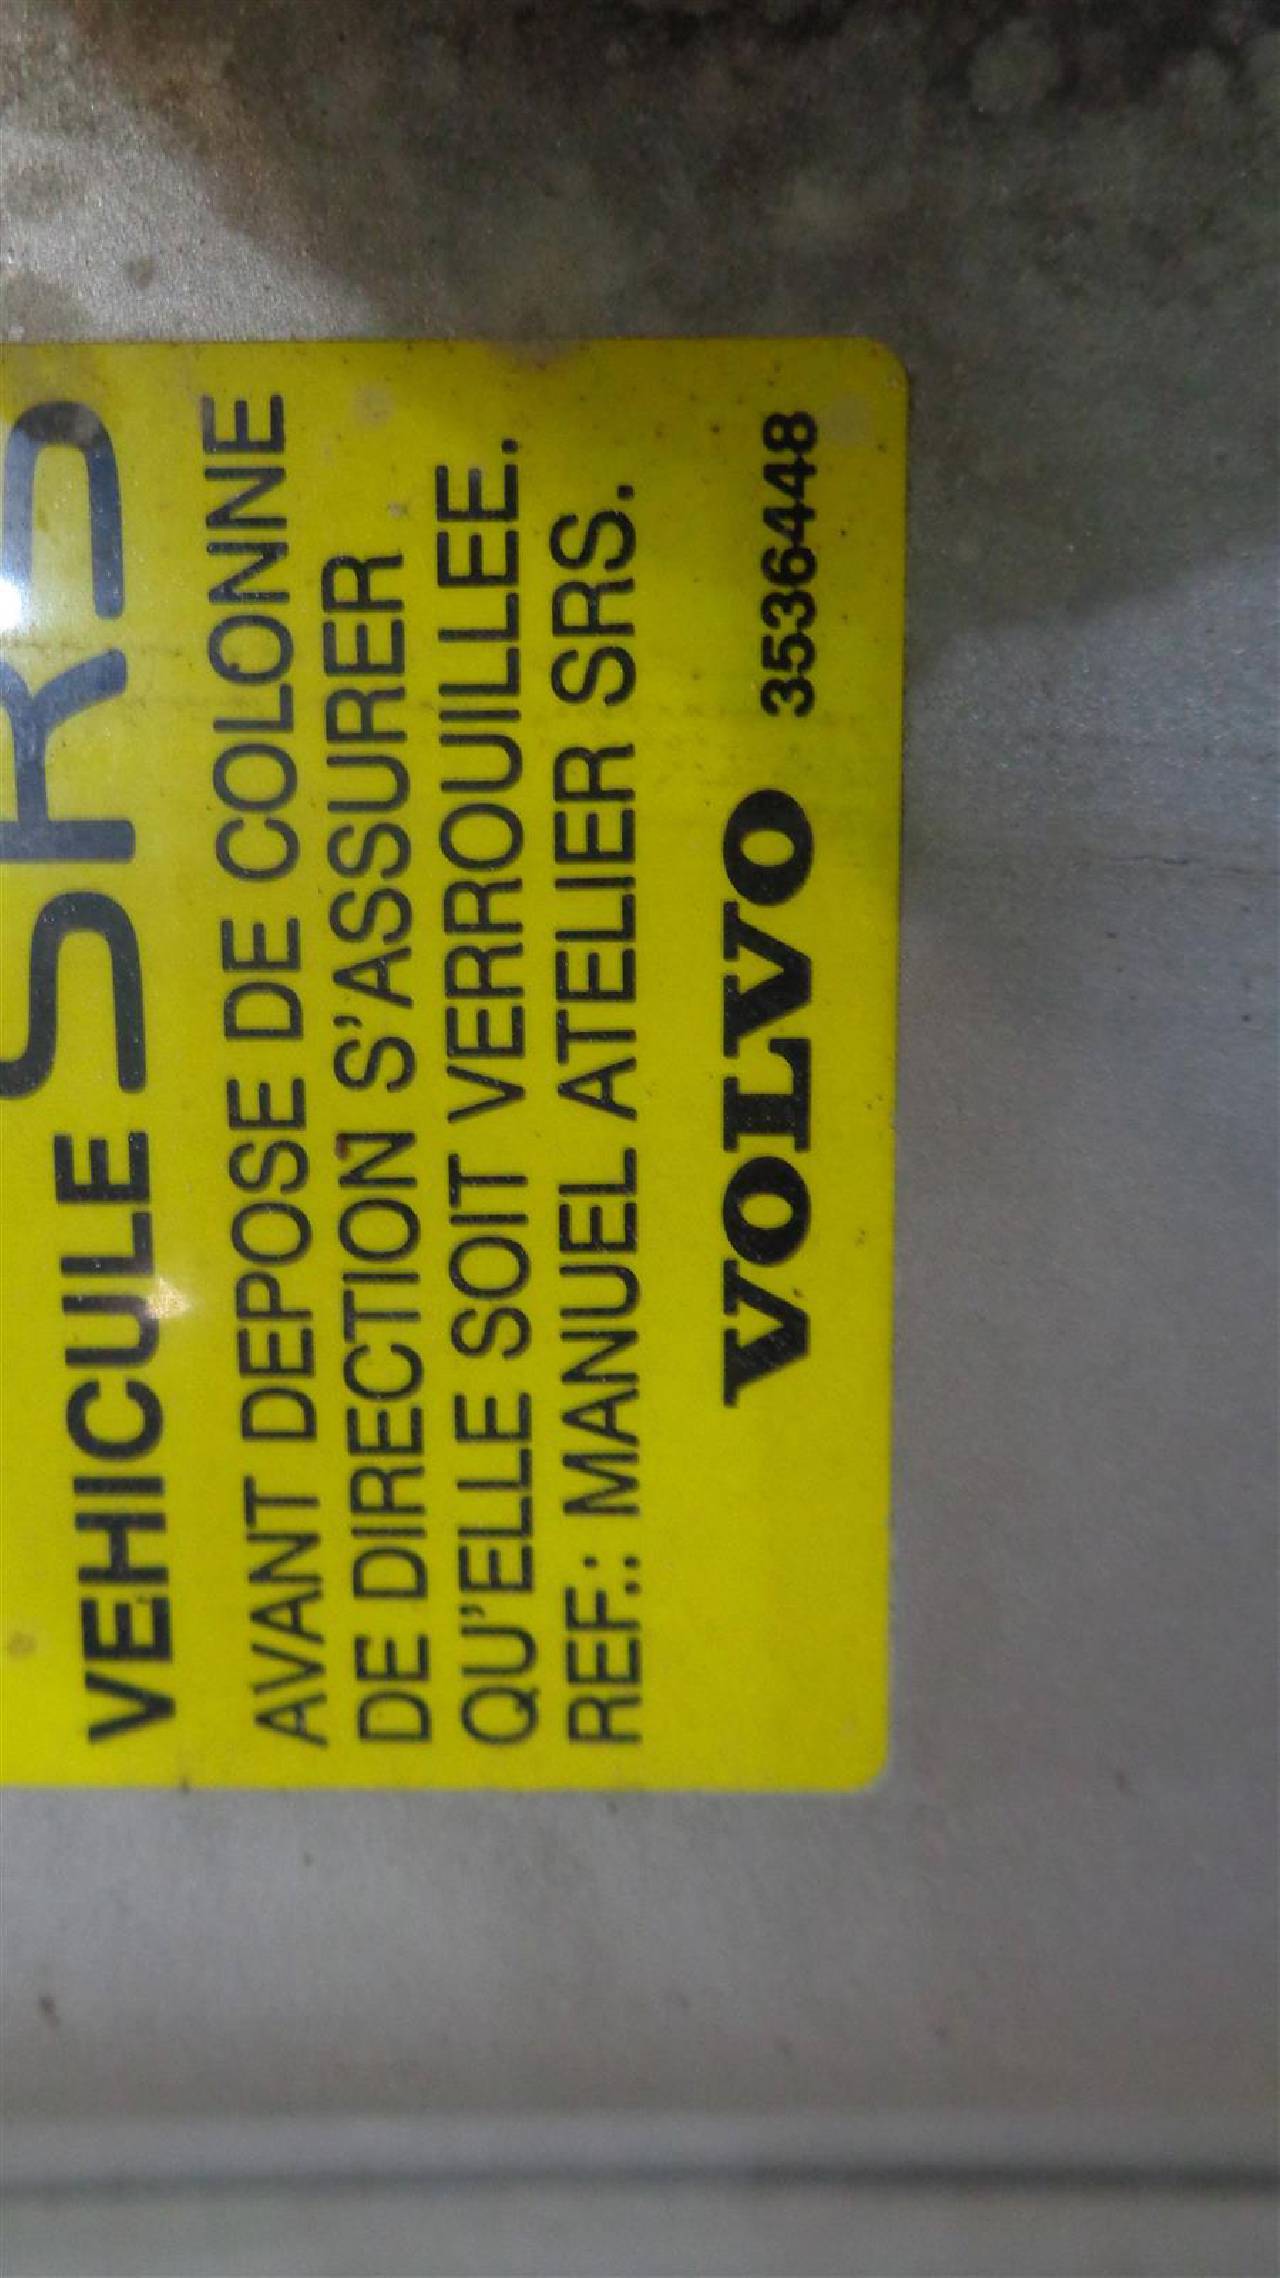 VEHICULE SRS
AVANT DEPOSE DE COLONNE
DE DIRECTION S'ASSURER
QU'ELLE SOIT VERROUILLEE.
REF.: MANUEL ATELIER SRS.
VOLVO 3536448